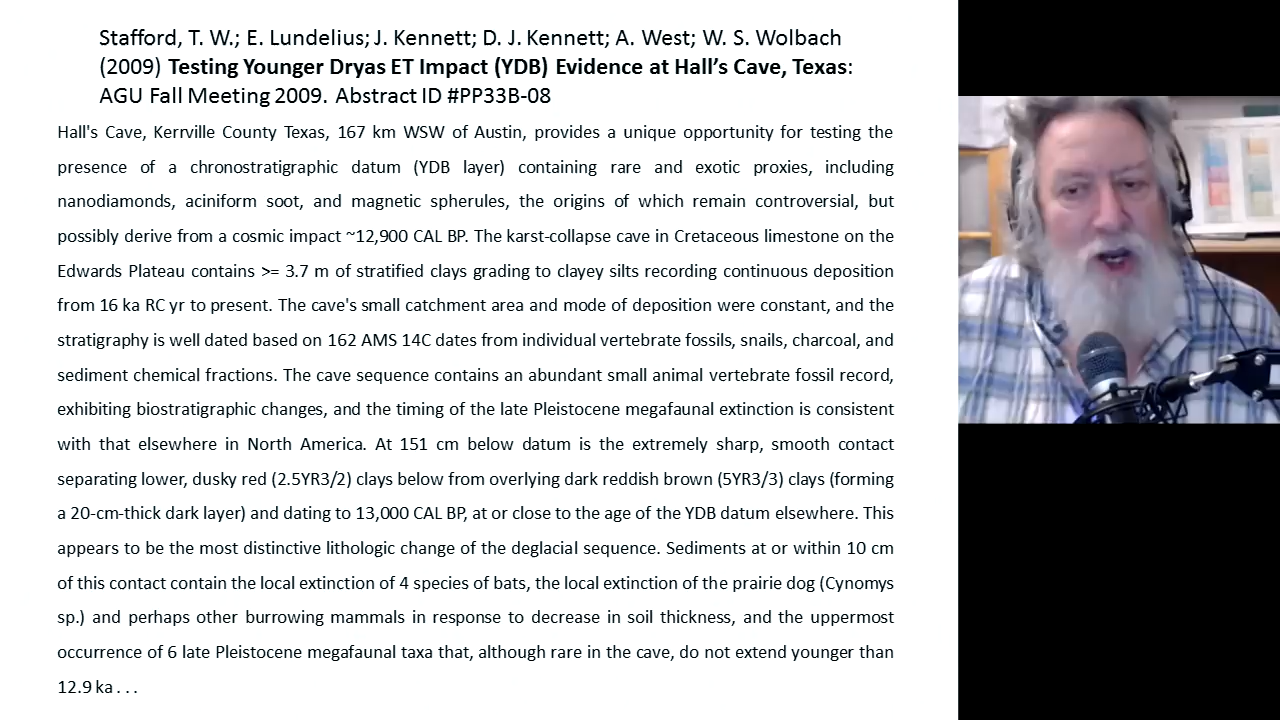 Stafford, T. W.; E. Lundelius; J. Kennett; D. J. Kennett; A. West; W. S. Wolbach
(2009) Testing Younger Dryas ET Impact (YDB) Evidence at Hall’s Cave, Texas:
AGU Fall Meeting 2009. Abstract ID #PP33B-08
Hall's Cave, Kerrville County Texas, 167 km WSW of Austin, provides a unique opportunity for testing the
presence of a chronostratigraphic datum (YDB layer) containing rare and exotic proxies, including
nanodiamonds, aciniform soot, and magnetic spherules, the origins of which remain controversial, but
possibly derive from a cosmic impact ~12,900 CAL BP. The karst-collapse cave in Cretaceous limestone on the
Edwards Plateau contains >= 3.7 m of stratified clays grading to clayey silts recording continuous deposition
from 16 ka RC yr to present. The cave's small catchment area and mode of deposition were constant, and the
stratigraphy is well dated based on 162 AMS 14C dates from individual vertebrate fossils, snails, charcoal, and
sediment chemical fractions. The cave sequence contains an abundant small animal vertebrate fossil record,
exhibiting biostratigraphic changes, and the timing of the late Pleistocene megafaunal extinction is consistent
with that elsewhere in North America. At 151 cm below datum is the extremely sharp, smooth contact
separating lower, dusky red (2.5YR3/2) clays below from overlying dark reddish brown (5YR3/3) clays (forming
a 20-cm-thick dark layer) and dating to 13,000 CAL BP, at or close to the age of the YDB datum elsewhere. This
appears to be the most distinctive lithologic change of the deglacial sequence. Sediments at or within 10 cm
of this contact contain the local extinction of 4 species of bats, the local extinction of the prairie dog (Cynomys
sp.) and perhaps other burrowing mammals in response to decrease in soil thickness, and the uppermost
occurrence of 6 late Pleistocene megafaunal taxa that, although rare in the cave, do not extend younger than
12.9 ka . . .